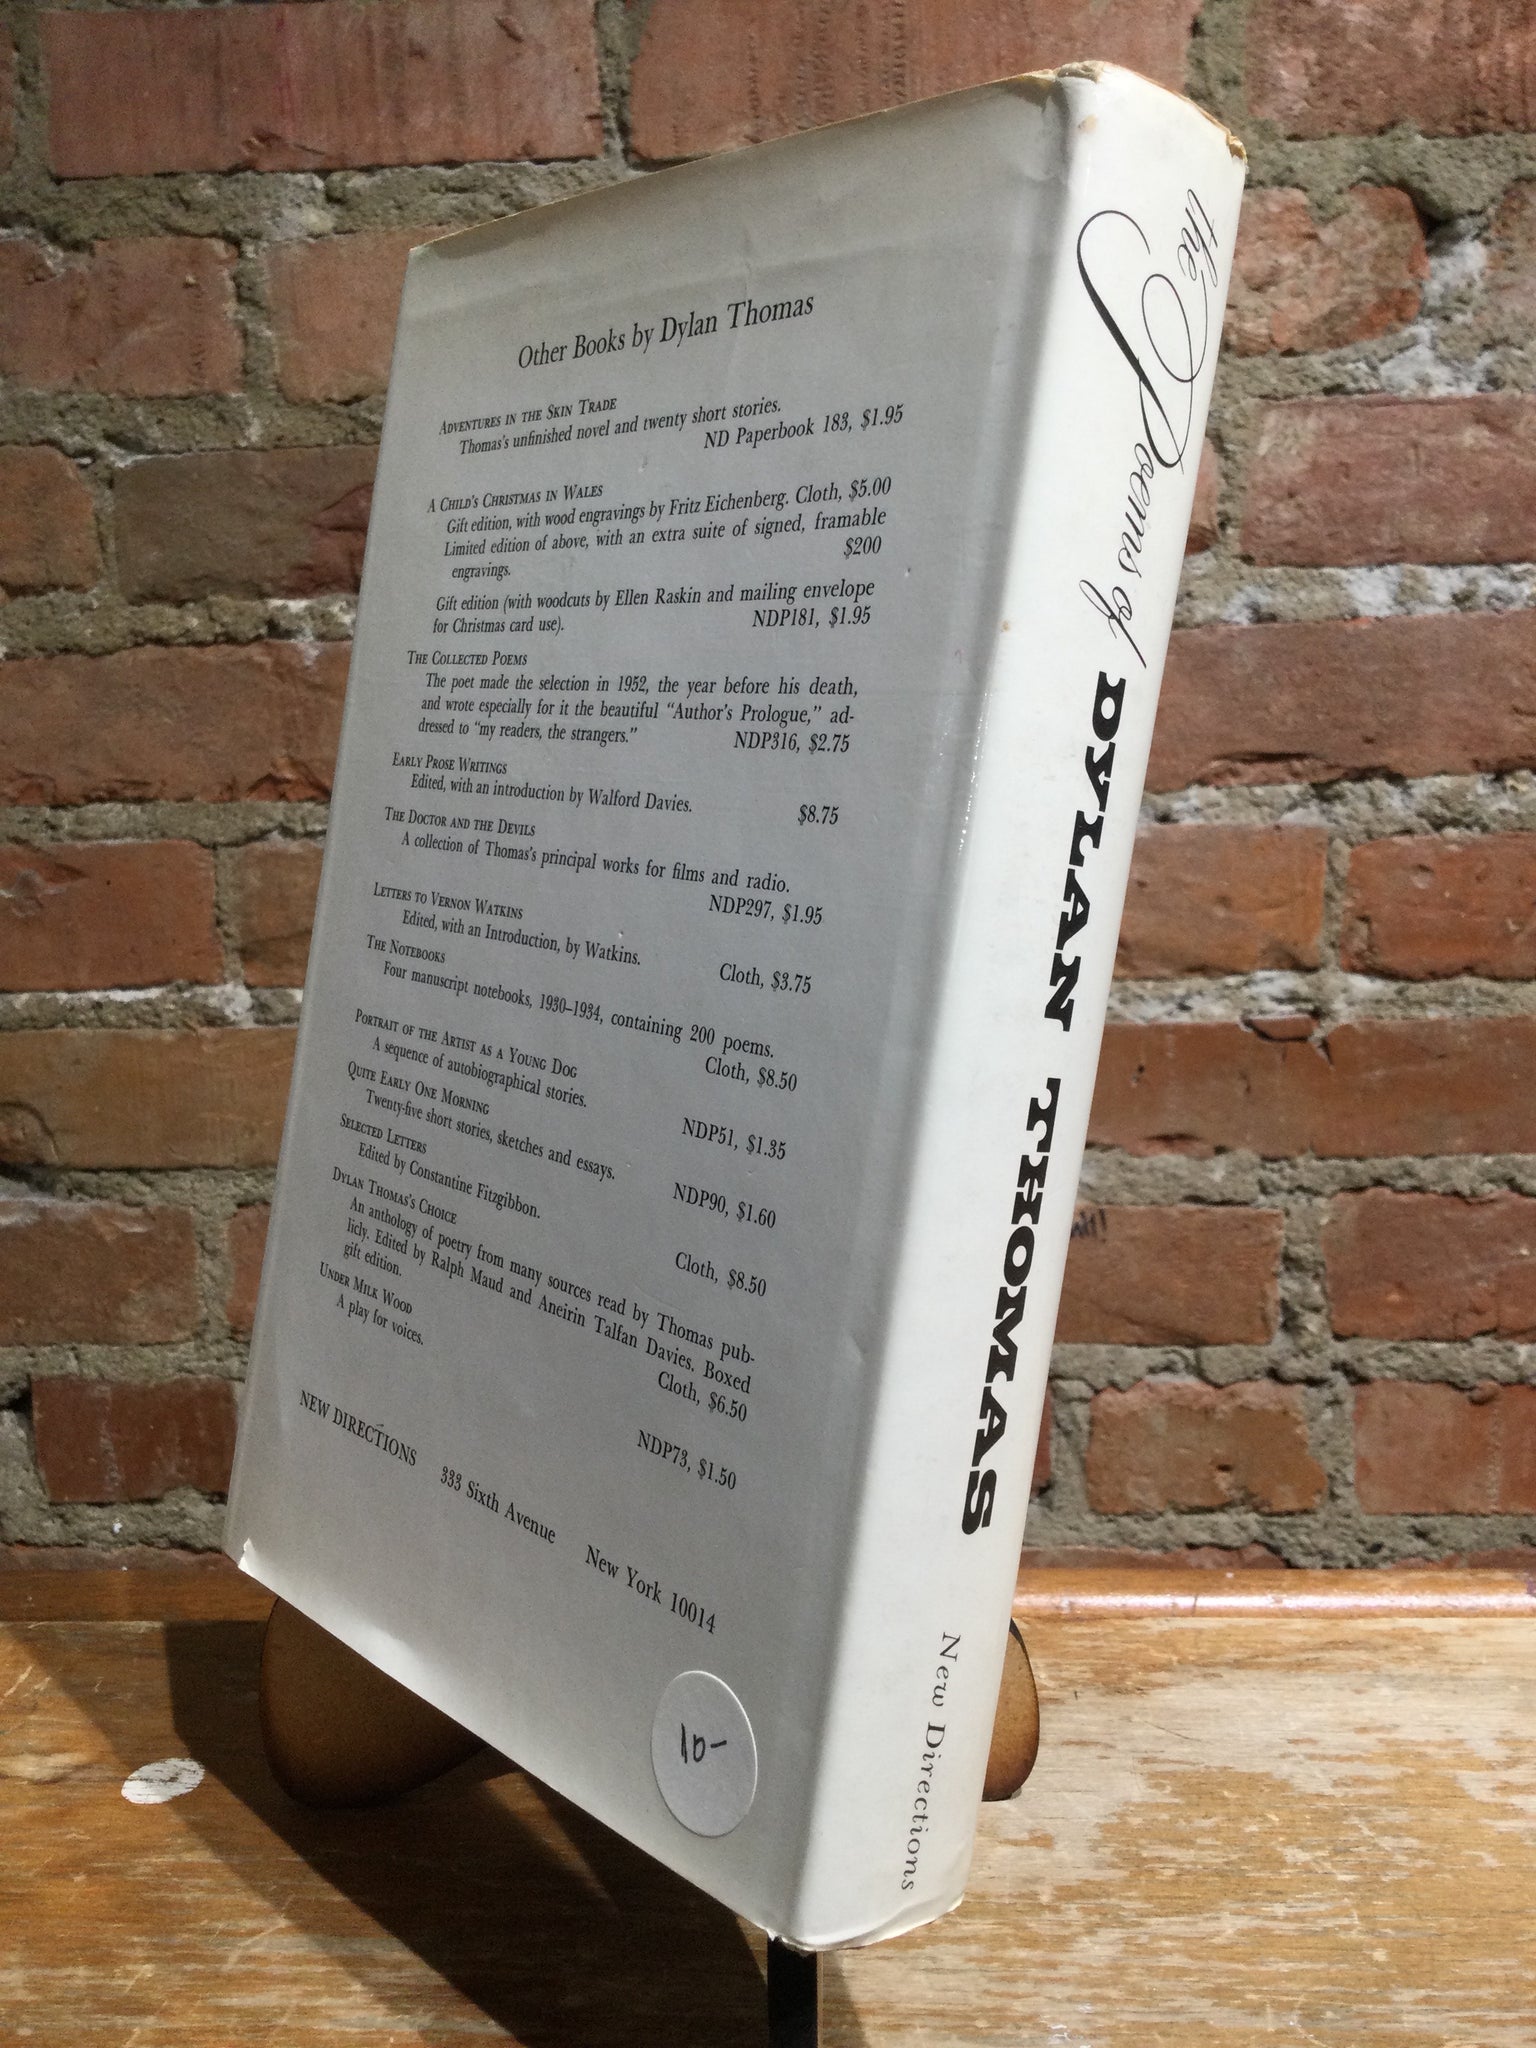 Other Books by Dylan Thomas
ADVENTURES IN THE SKIN TRADE
Thomas's unfinished novel and twenty short stories.
ND Paperbook 183, $1.95
A CHILD'S CHRISTMAS IN WALES
Gift edition, with wood engravings by Fritz Eichenberg. Cloth, $5.00
Limited edition of above, with an extra suite of signed, framable
engravings. $200
Gift edition (with woodcuts by Ellen Raskin and mailing envelope
for Christmas card use). NDP181, $1.95
THE COLLECTED POEMS
The poet made the selection in 1952, the year before his death,
and wrote especially for it the beautiful "Author's Prologue," ad-
dressed to "my readers, the strangers." NDP316, $2.75
EARLY PROSE WRITINGS
Edited, with an introduction by Walford Davies. $8.75
THE DOCTOR AND THE DEVILS
A collection of Thomas's principal works for films and radio.
NDP297, $1.95
LETTERS TO VERNON WATKINS
Edited, with an Introduction, by Watkins. Cloth, $3.75
THE NOTEBOOKS
Four manuscript notebooks, 1930–1934, containing 200 poems.
Cloth, $8.50
PORTRAIT OF THE ARTIST AS A YOUNG DOG
A sequence of autobiographical stories. NDP51, $1.35
QUITE EARLY ONE MORNING
Twenty-five short stories, sketches and essays. NDP90, $1.60
SELECTED LETTERS
Edited by Constantine Fitzgibbon. Cloth, $8.50
DYLAN THOMAS'S CHOICE
An anthology of poetry from many sources read by Thomas pub-
licly. Edited by Ralph Maud and Aneirin Talfan Davies. Boxed
gift edition. Cloth, $6.50
UNDER MILK WOOD
A play for voices. NDP73, $1.50
NEW DIRECTIONS 333 Sixth Avenue New York 10014
10-
the Poems of DYLAN THOMAS New Directions